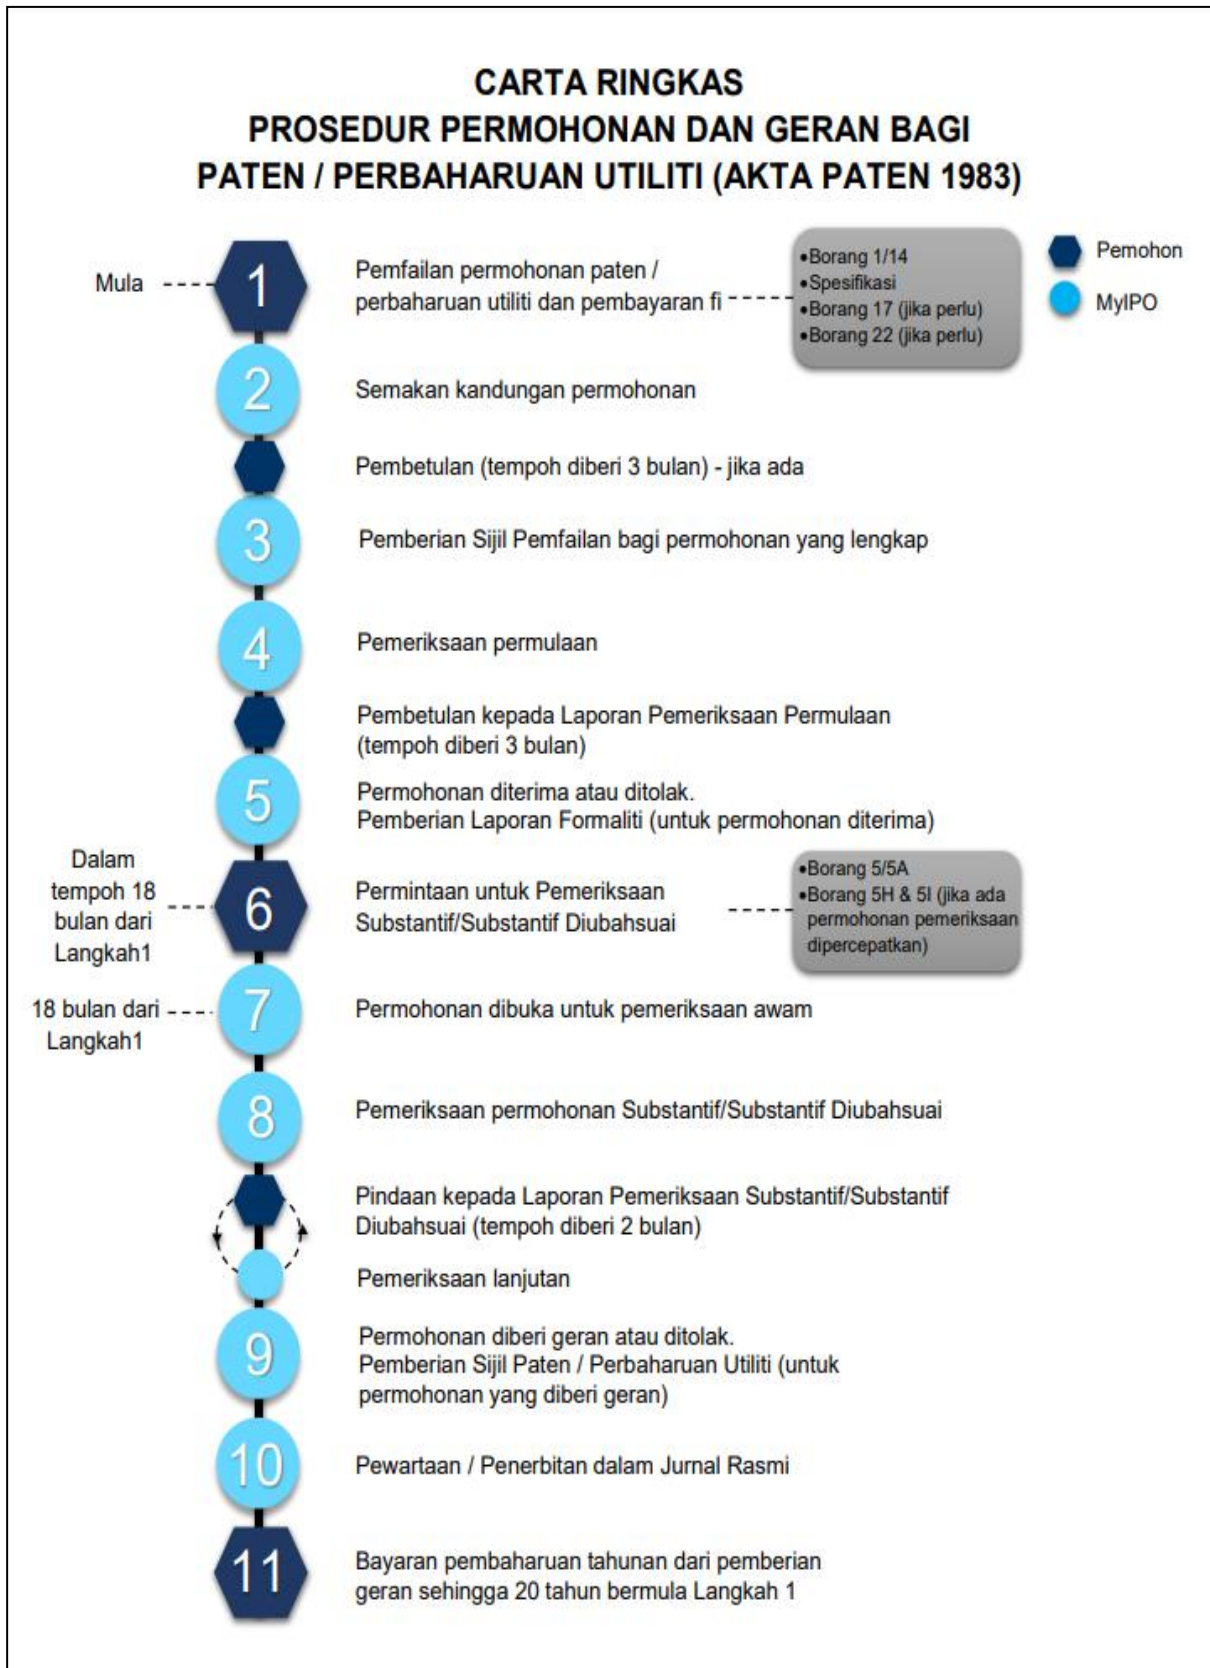 CARTA RINGKAS
PROSEDUR PERMOHONAN DAN GERAN BAGI
PATEN / PERBAHARUAN UTILITI (AKTA PATEN 1983)
Pemohon
MyIPO
Mula
1
Pemfailan permohonan paten /
perbaharuan utiliti dan pembayaran fi
•Borang 1/14
•Spesifikasi
•Borang 17 (jika perlu)
•Borang 22 (jika perlu)
2
Semakan kandungan permohonan
Pembetulan (tempoh diberi 3 bulan) - jika ada
3
Pemberian Sijil Pemfailan bagi permohonan yang lengkap
4
Pemeriksaan permulaan
Pembetulan kepada Laporan Pemeriksaan Permulaan
(tempoh diberi 3 bulan)
5
Permohonan diterima atau ditolak.
Pemberian Laporan Formaliti (untuk permohonan diterima)
Dalam
tempoh 18
bulan dari
Langkah1
6
Permintaan untuk Pemeriksaan
Substantif/Substantif Diubahsuai
•Borang 5/5A
•Borang 5H & 5I (jika ada
permohonan pemeriksaan
dipercepatkan)
18 bulan dari
Langkah1
7
Permohonan dibuka untuk pemeriksaan awam
8
Pemeriksaan permohonan Substantif/Substantif Diubahsuai
Pindaan kepada Laporan Pemeriksaan Substantif/Substantif
Diubahsuai (tempoh diberi 2 bulan)
Pemeriksaan lanjutan
9
Permohonan diberi geran atau ditolak.
Pemberian Sijil Paten / Perbaharuan Utiliti (untuk
permohonan yang diberi geran)
10
Pewartaan / Penerbitan dalam Jurnal Rasmi
11
Bayaran pembaharuan tahunan dari pemberian
geran sehingga 20 tahun bermula Langkah 1